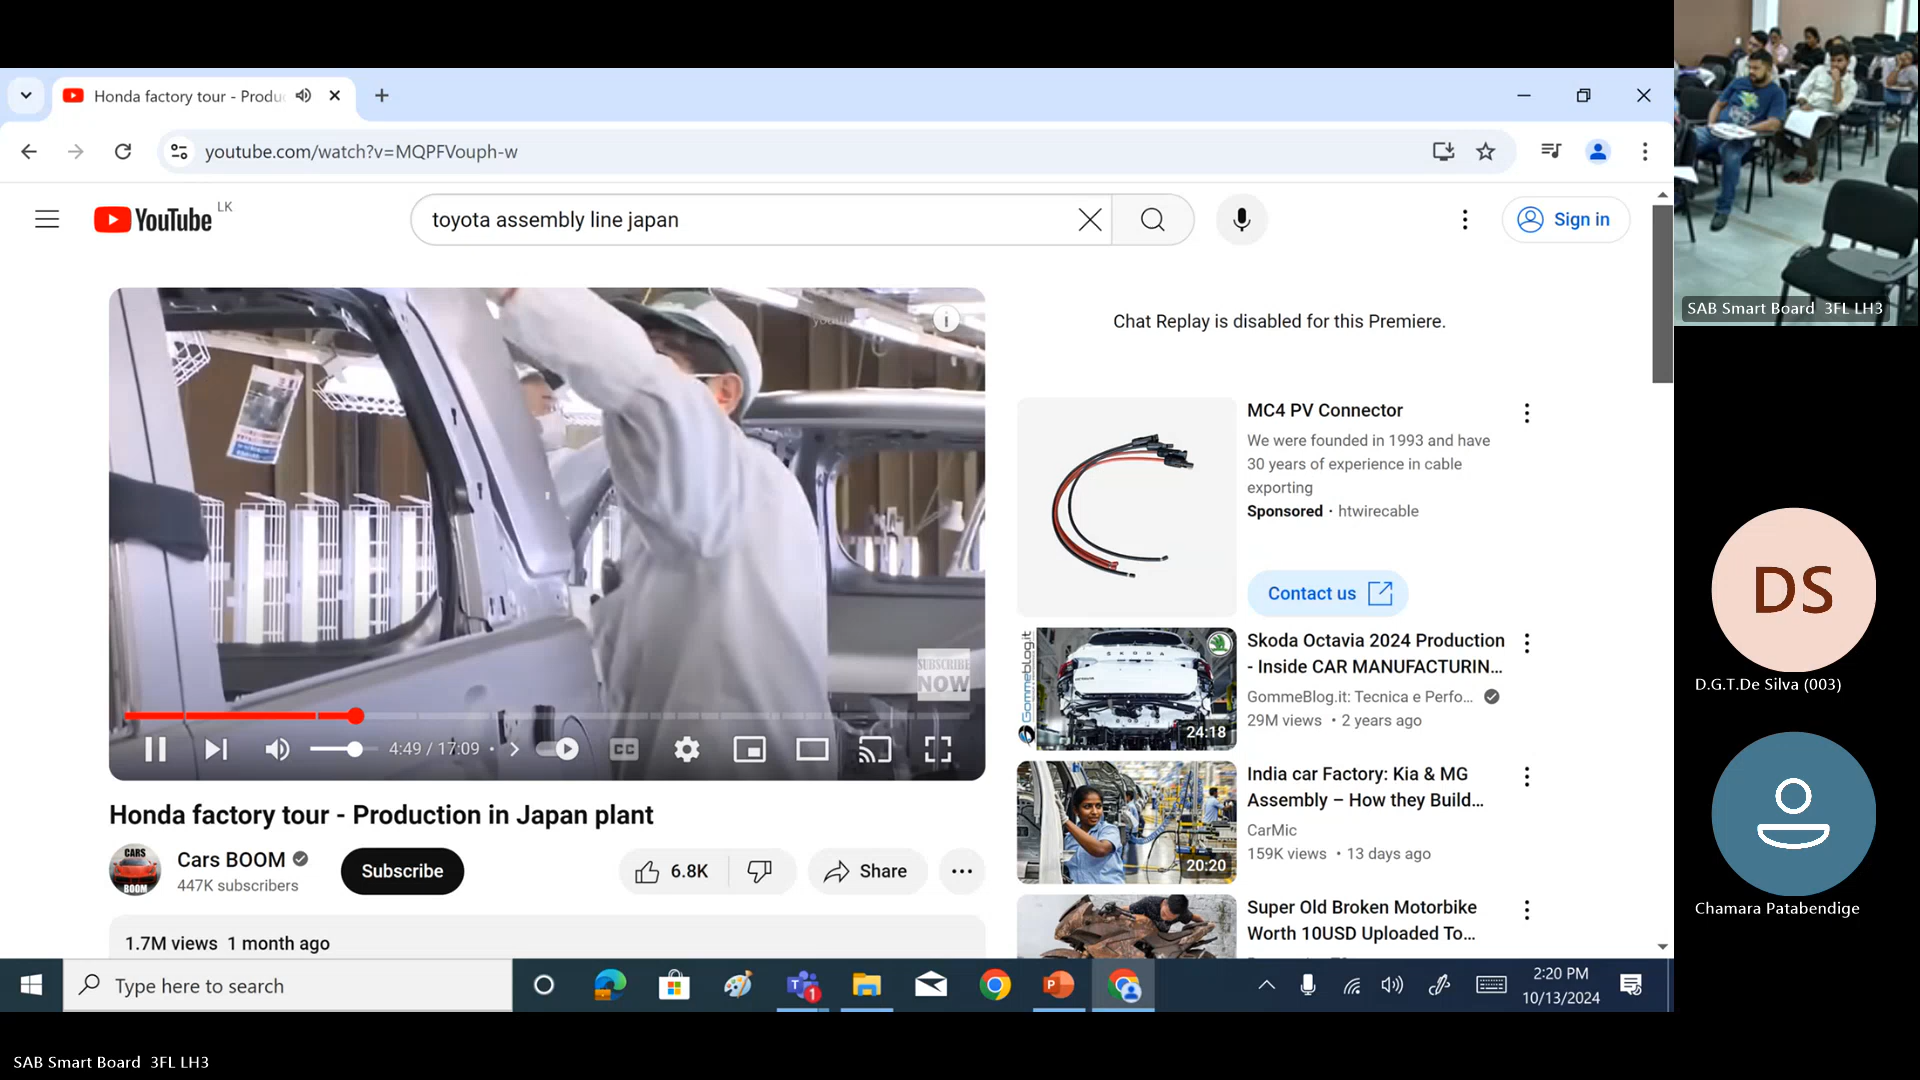 Honda factory tour - Produ
youtube.com/watch?v=MQPFVouph-w
YouTube LK
toyota assembly line japan
Sign in
SUBSCRIBE
NOW
4:49 / 17:09
CC
Honda factory tour - Production in Japan plant
CARS
BOOM
Cars BOOM
447K subscribers
Subscribe
6.8K
Share
1.7M views 1 month ago
Chat Replay is disabled for this Premiere.
MC4 PV Connector
We were founded in 1993 and have
30 years of experience in cable
exporting
Sponsored · htwirecable
Contact us
GommeBlog.it
SKODA
24:18
Skoda Octavia 2024 Production
- Inside CAR MANUFACTURIN...
GommeBlog.it: Tecnica e Perfo...
29M views • 2 years ago
20:20
India car Factory: Kia & MG
Assembly – How they Build...
CarMic
159K views • 13 days ago
Super Old Broken Motorbike
Worth 10USD Uploaded To...
Type here to search
1
P
2:20 PM
10/13/2024
SAB Smart Board 3FL LH3
DS
D.G.T.De Silva (003)
Chamara Patabendige
SAB Smart Board 3FL LH3